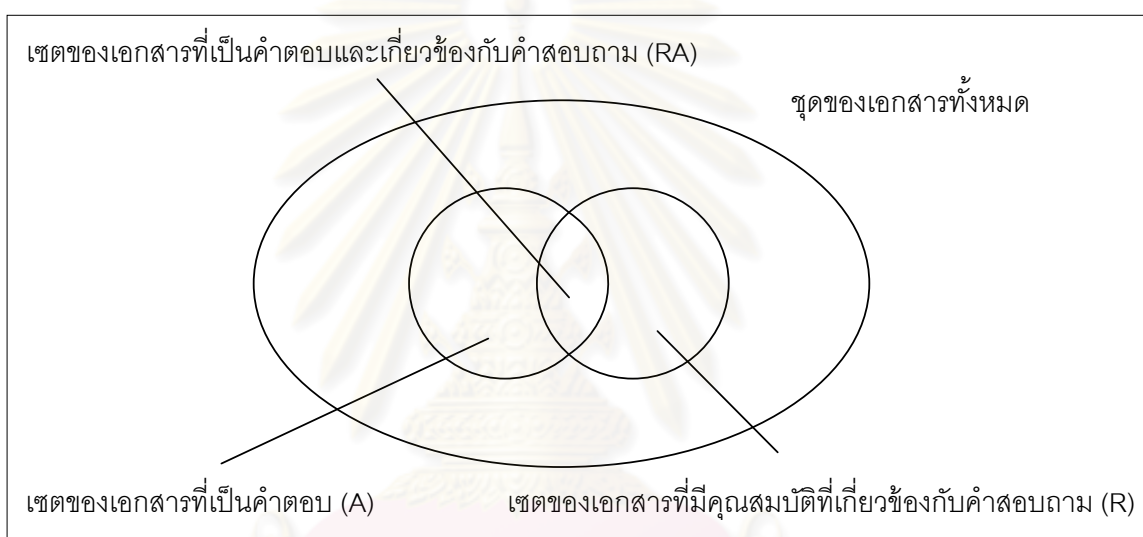 เซตของเอกสารที่เป็นคำตอบและเกี่ยวข้องกับคำสอบถาม (RA)
ชุดของเอกสารทั้งหมด
เซตของเอกสารที่เป็นคำตอบ (A)
เซตของเอกสารที่มีคุณสมบัติที่เกี่ยวข้องกับคำสอบถาม (R)